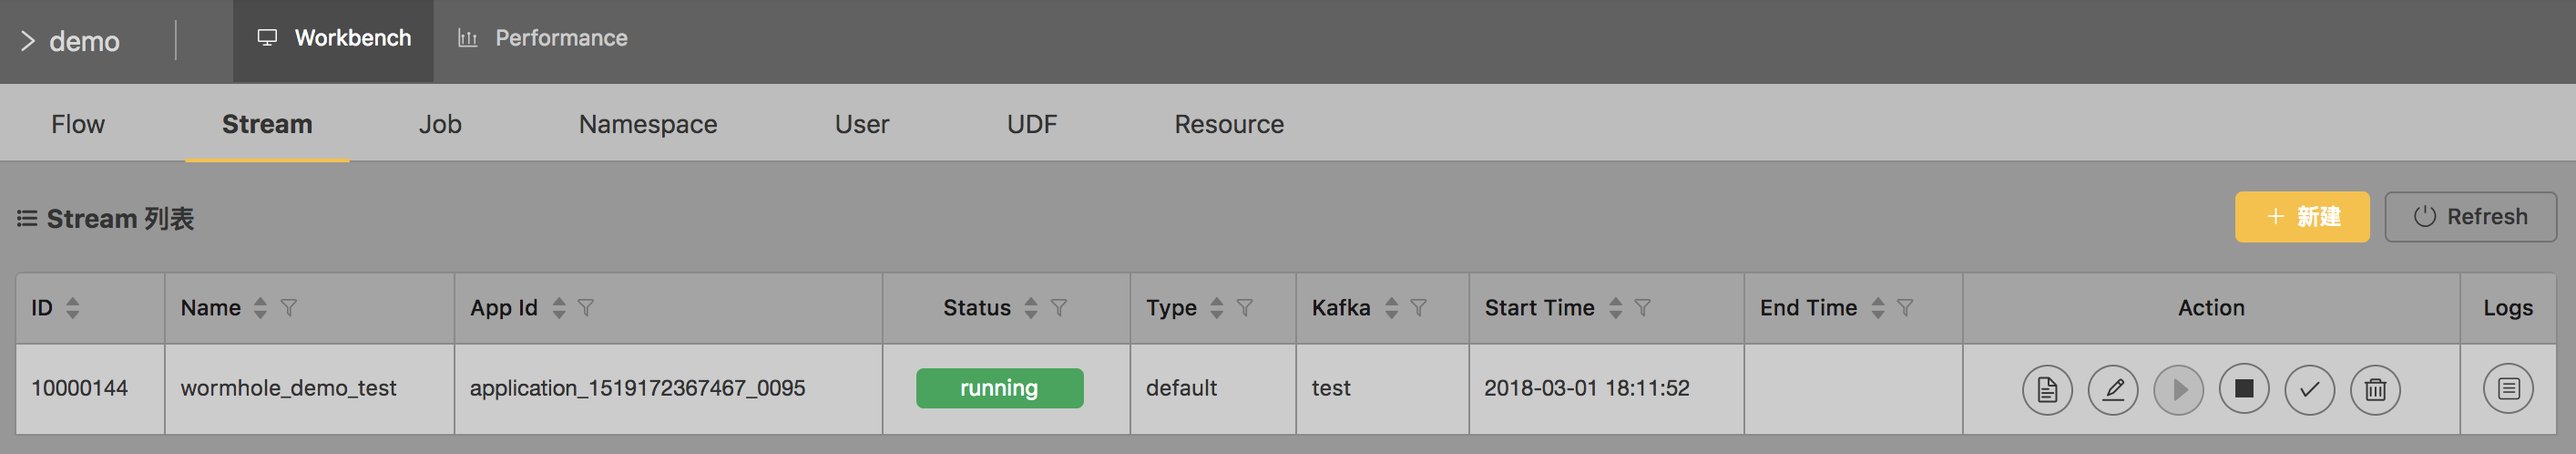 demo Workbench Performance
Flow Stream Job Namespace User UDF Resource
Stream 列表 新建 Refresh
ID Name App Id Status Type Kafka Start Time End Time Action Logs
10000144 wormhole_demo_test application_1519172367467_0095 running default test 2018-03-01 18:11:52